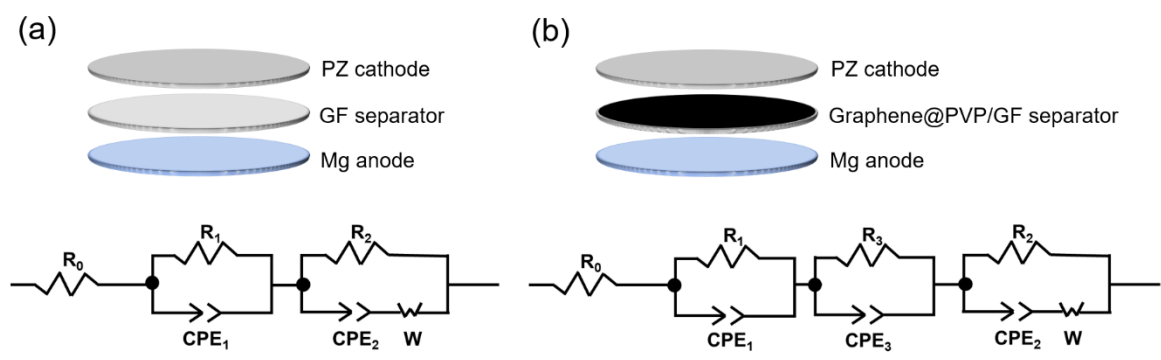 (a)
PZ cathode
GF separator
Mg anode
R₀
R₁
CPE₁
R₂
CPE₂
W
(b)
PZ cathode
Graphene@PVP/GF separator
Mg anode
R₀
R₁
CPE₁
R₃
CPE₃
R₂
CPE₂
W